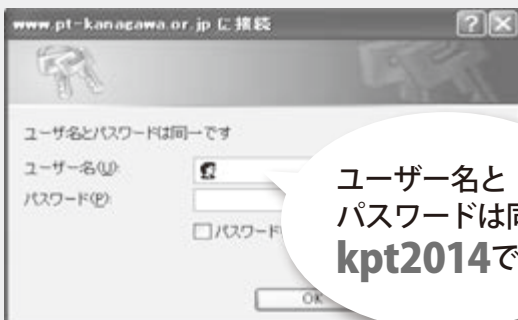 www.pt-kanagawa.or.jp に接続
ユーザ名とパスワードは同一です
ユーザー名(U):
パスワード(P):
パスワード
OK
ユーザー名と
パスワードは同
kpt2014で